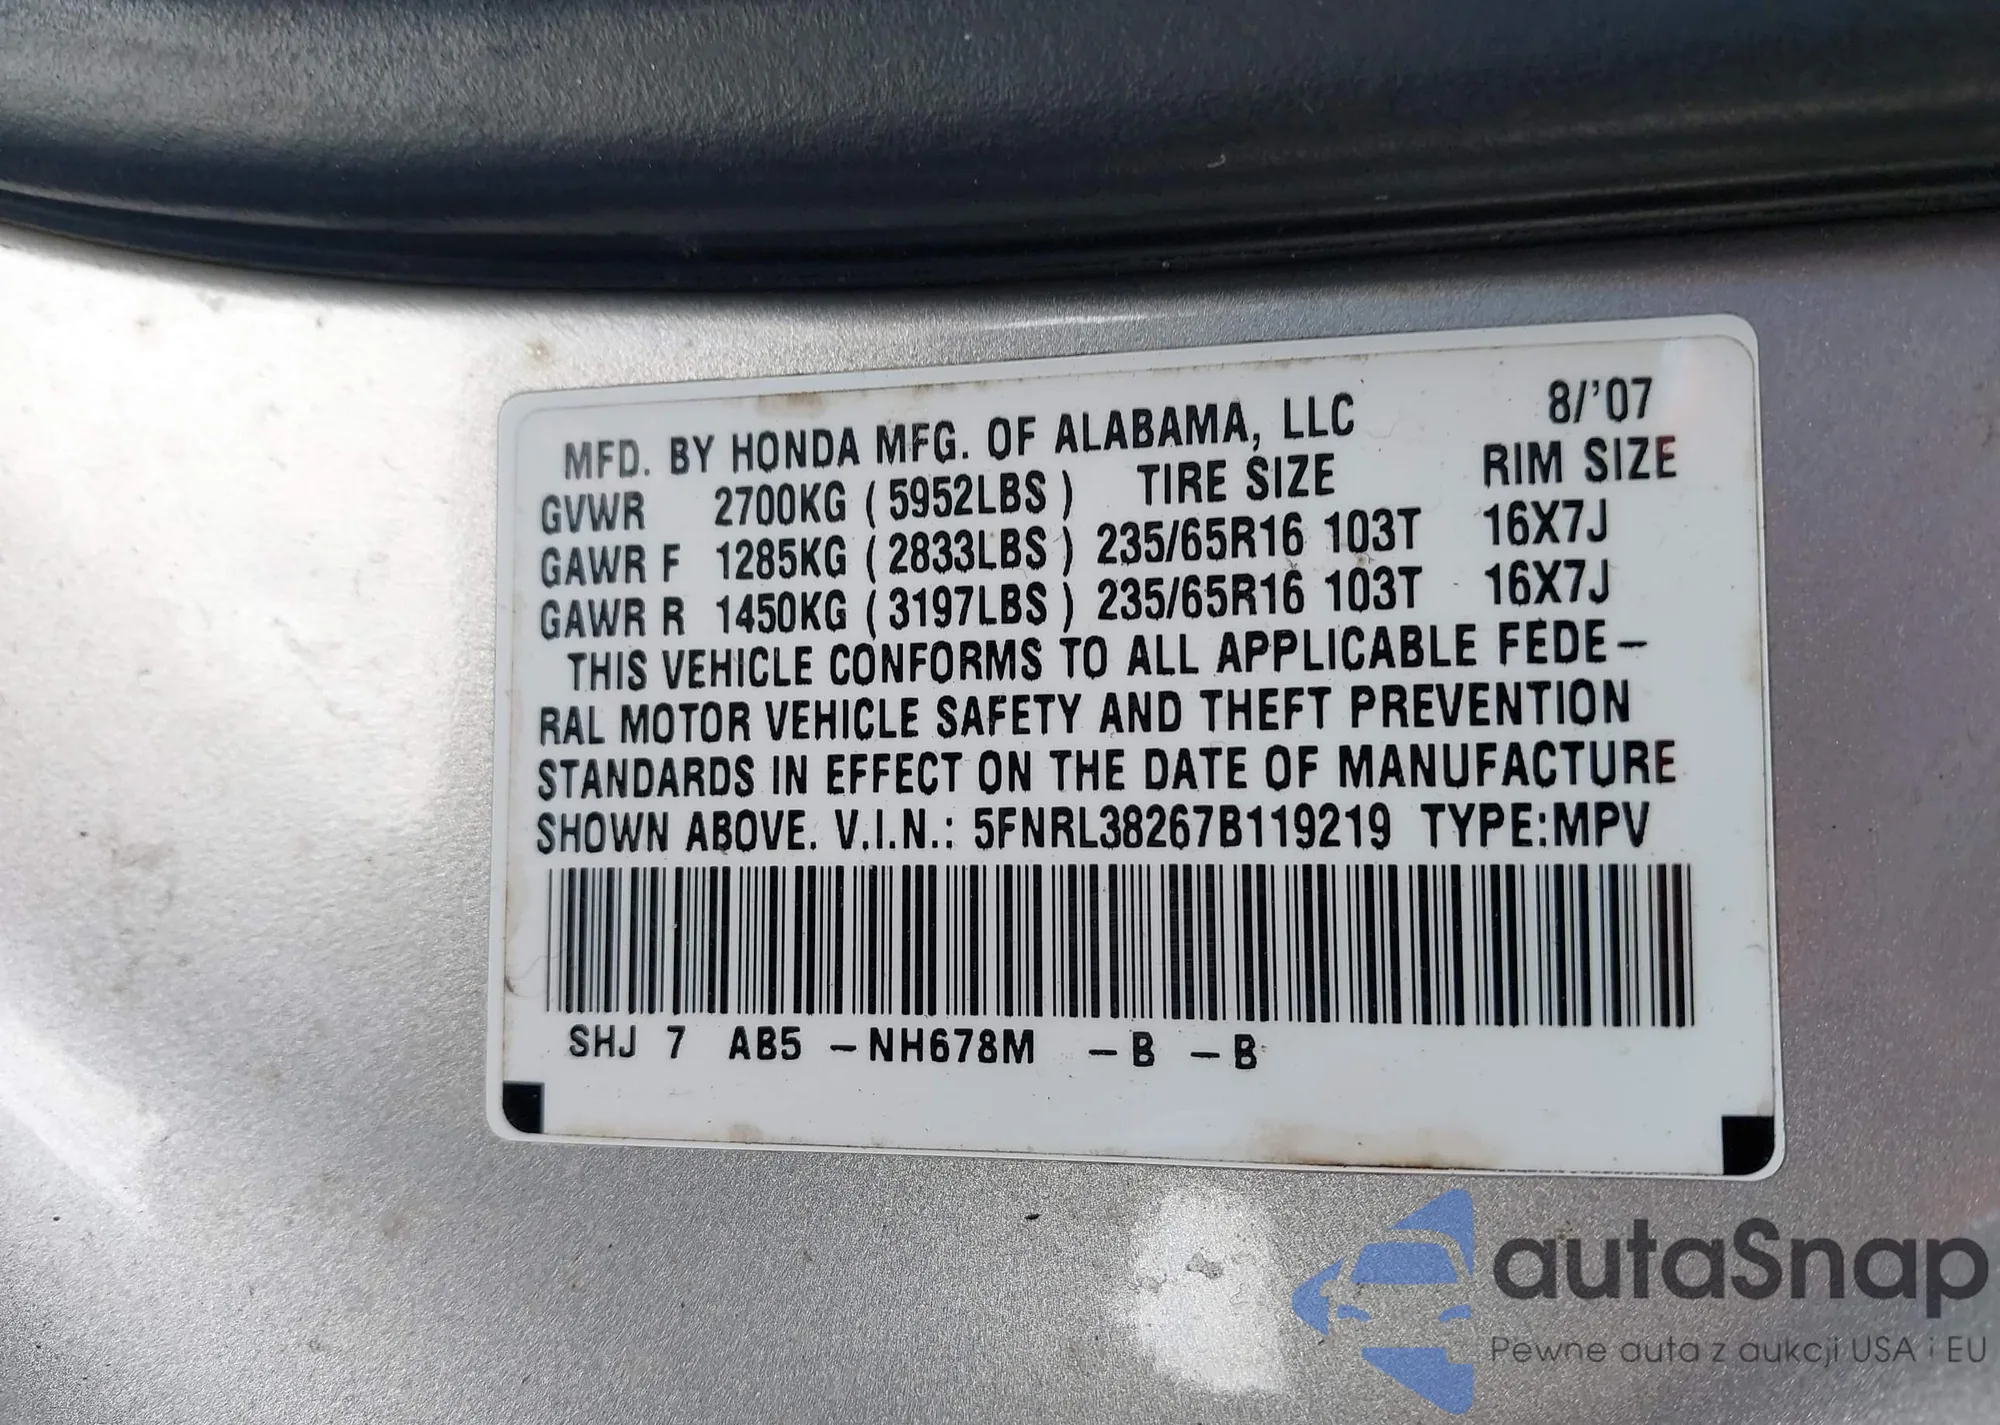 MFD. BY HONDA MFG. OF ALABAMA, LLC 8/'07
GVWR 2700KG ( 5952LBS ) TIRE SIZE RIM SIZE
GAWR F 1285KG ( 2833LBS ) 235/65R16 103T 16X7J
GAWR R 1450KG ( 3197LBS ) 235/65R16 103T 16X7J
THIS VEHICLE CONFORMS TO ALL APPLICABLE FEDE-
RAL MOTOR VEHICLE SAFETY AND THEFT PREVENTION
STANDARDS IN EFFECT ON THE DATE OF MANUFACTURE
SHOWN ABOVE. V.I.N.: 5FNRL38267B119219 TYPE:MPV
SHJ 7 AB5 -NH678M -B -B
autaSnap
Pewne auta z aukcji USA i EU